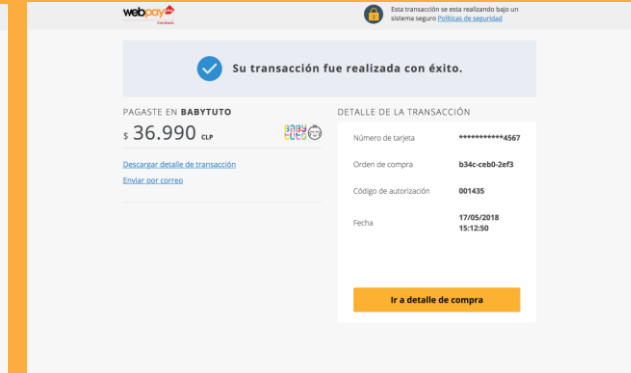 webpay
Esta transacción se esta realizando bajo un
sistema seguro Políticas de seguridad
Su transacción fue realizada con éxito.
PAGASTE EN BABYTUTO
$ 36.990 CLP
Descargar detalle de transacción
Enviar por correo
DETALLE DE LA TRANSACCIÓN
Número de tarjeta ************4567
Orden de compra b34c-ceb0-2ef3
Código de autorización 001435
Fecha 17/05/2018
15:12:50
Ir a detalle de compra